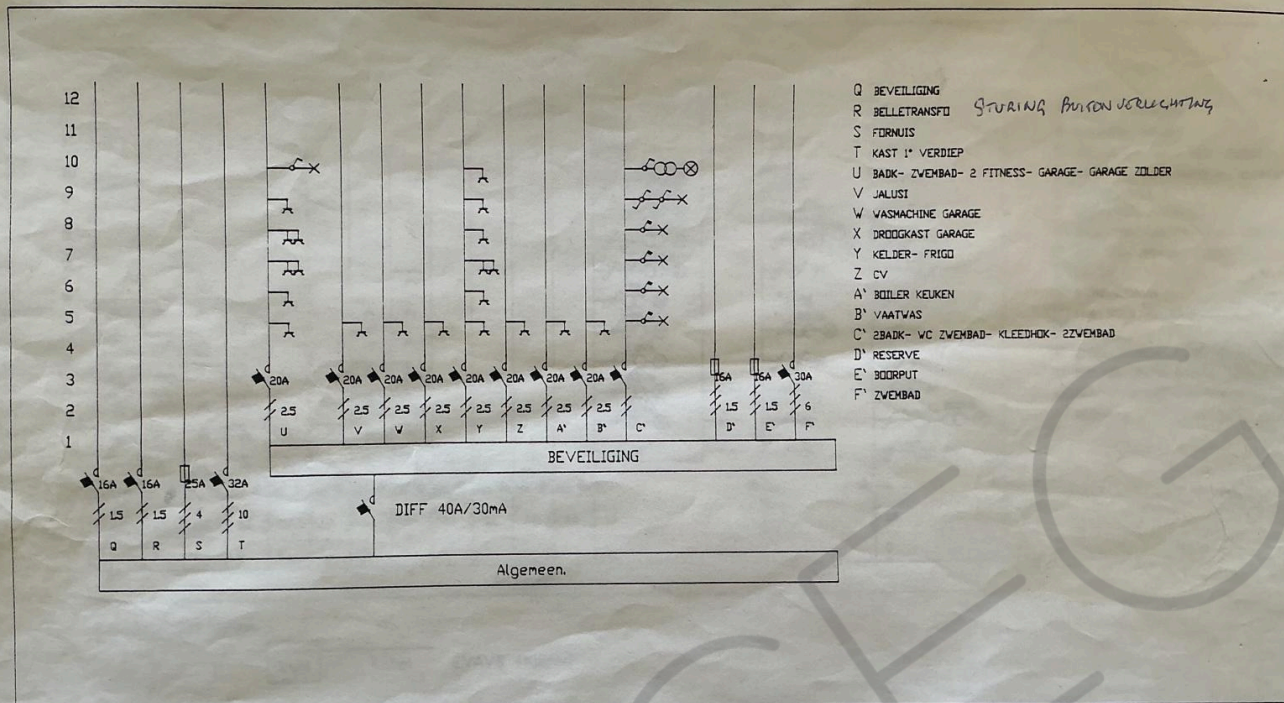 12
11
10
9
8
7
6
5
4
3
2
1
20A 20A 20A 20A 20A 20A 20A 20A 16A 16A 30A
2.5 2.5 2.5 2.5 2.5 2.5 2.5 2.5 1.5 1.5 6
U V W X Y Z A' B' C' D' E' F'
BEVEILIGING
16A 16A 25A 32A
1.5 1.5 4 10
Q R S T
DIFF 40A/30mA
Algemeen.
Q BEVEILIGING
R BELLETRANSFO STURING BUITENVERLICHTING
S FORNUIS
T KAST 1° VERDIEP
U BADK- ZWEMBAD- 2 FITNESS- GARAGE- GARAGE ZOLDER
V JALUSI
W WASMACHINE GARAGE
X DROOGKAST GARAGE
Y KELDER- FRIGO
Z CV
A' BOILER KEUKEN
B' VAATWAS
C' 2BADK- WC ZWEMBAD- KLEEDHOK- 2ZWEMBAD
D' RESERVE
E' BOORPUT
F' ZWEMBAD